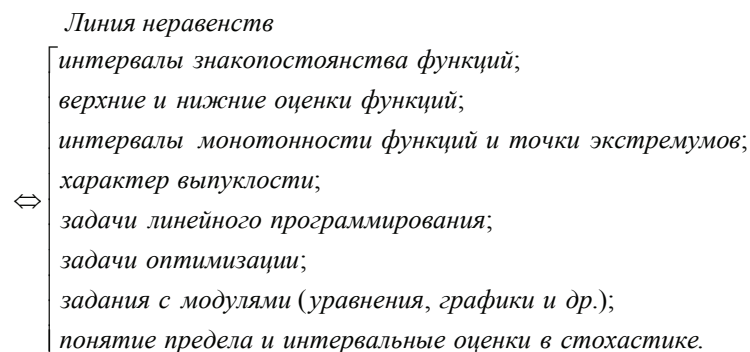 Линия неравенств
интервалы знакопостоянства функций;
верхние и нижние оценки функций;
интервалы монотонности функций и точки экстремумов;
характер выпуклости;
⇔
задачи линейного программирования;
задачи оптимизации;
задания с модулями (уравнения, графики и др.);
понятие предела и интервальные оценки в стохастике.